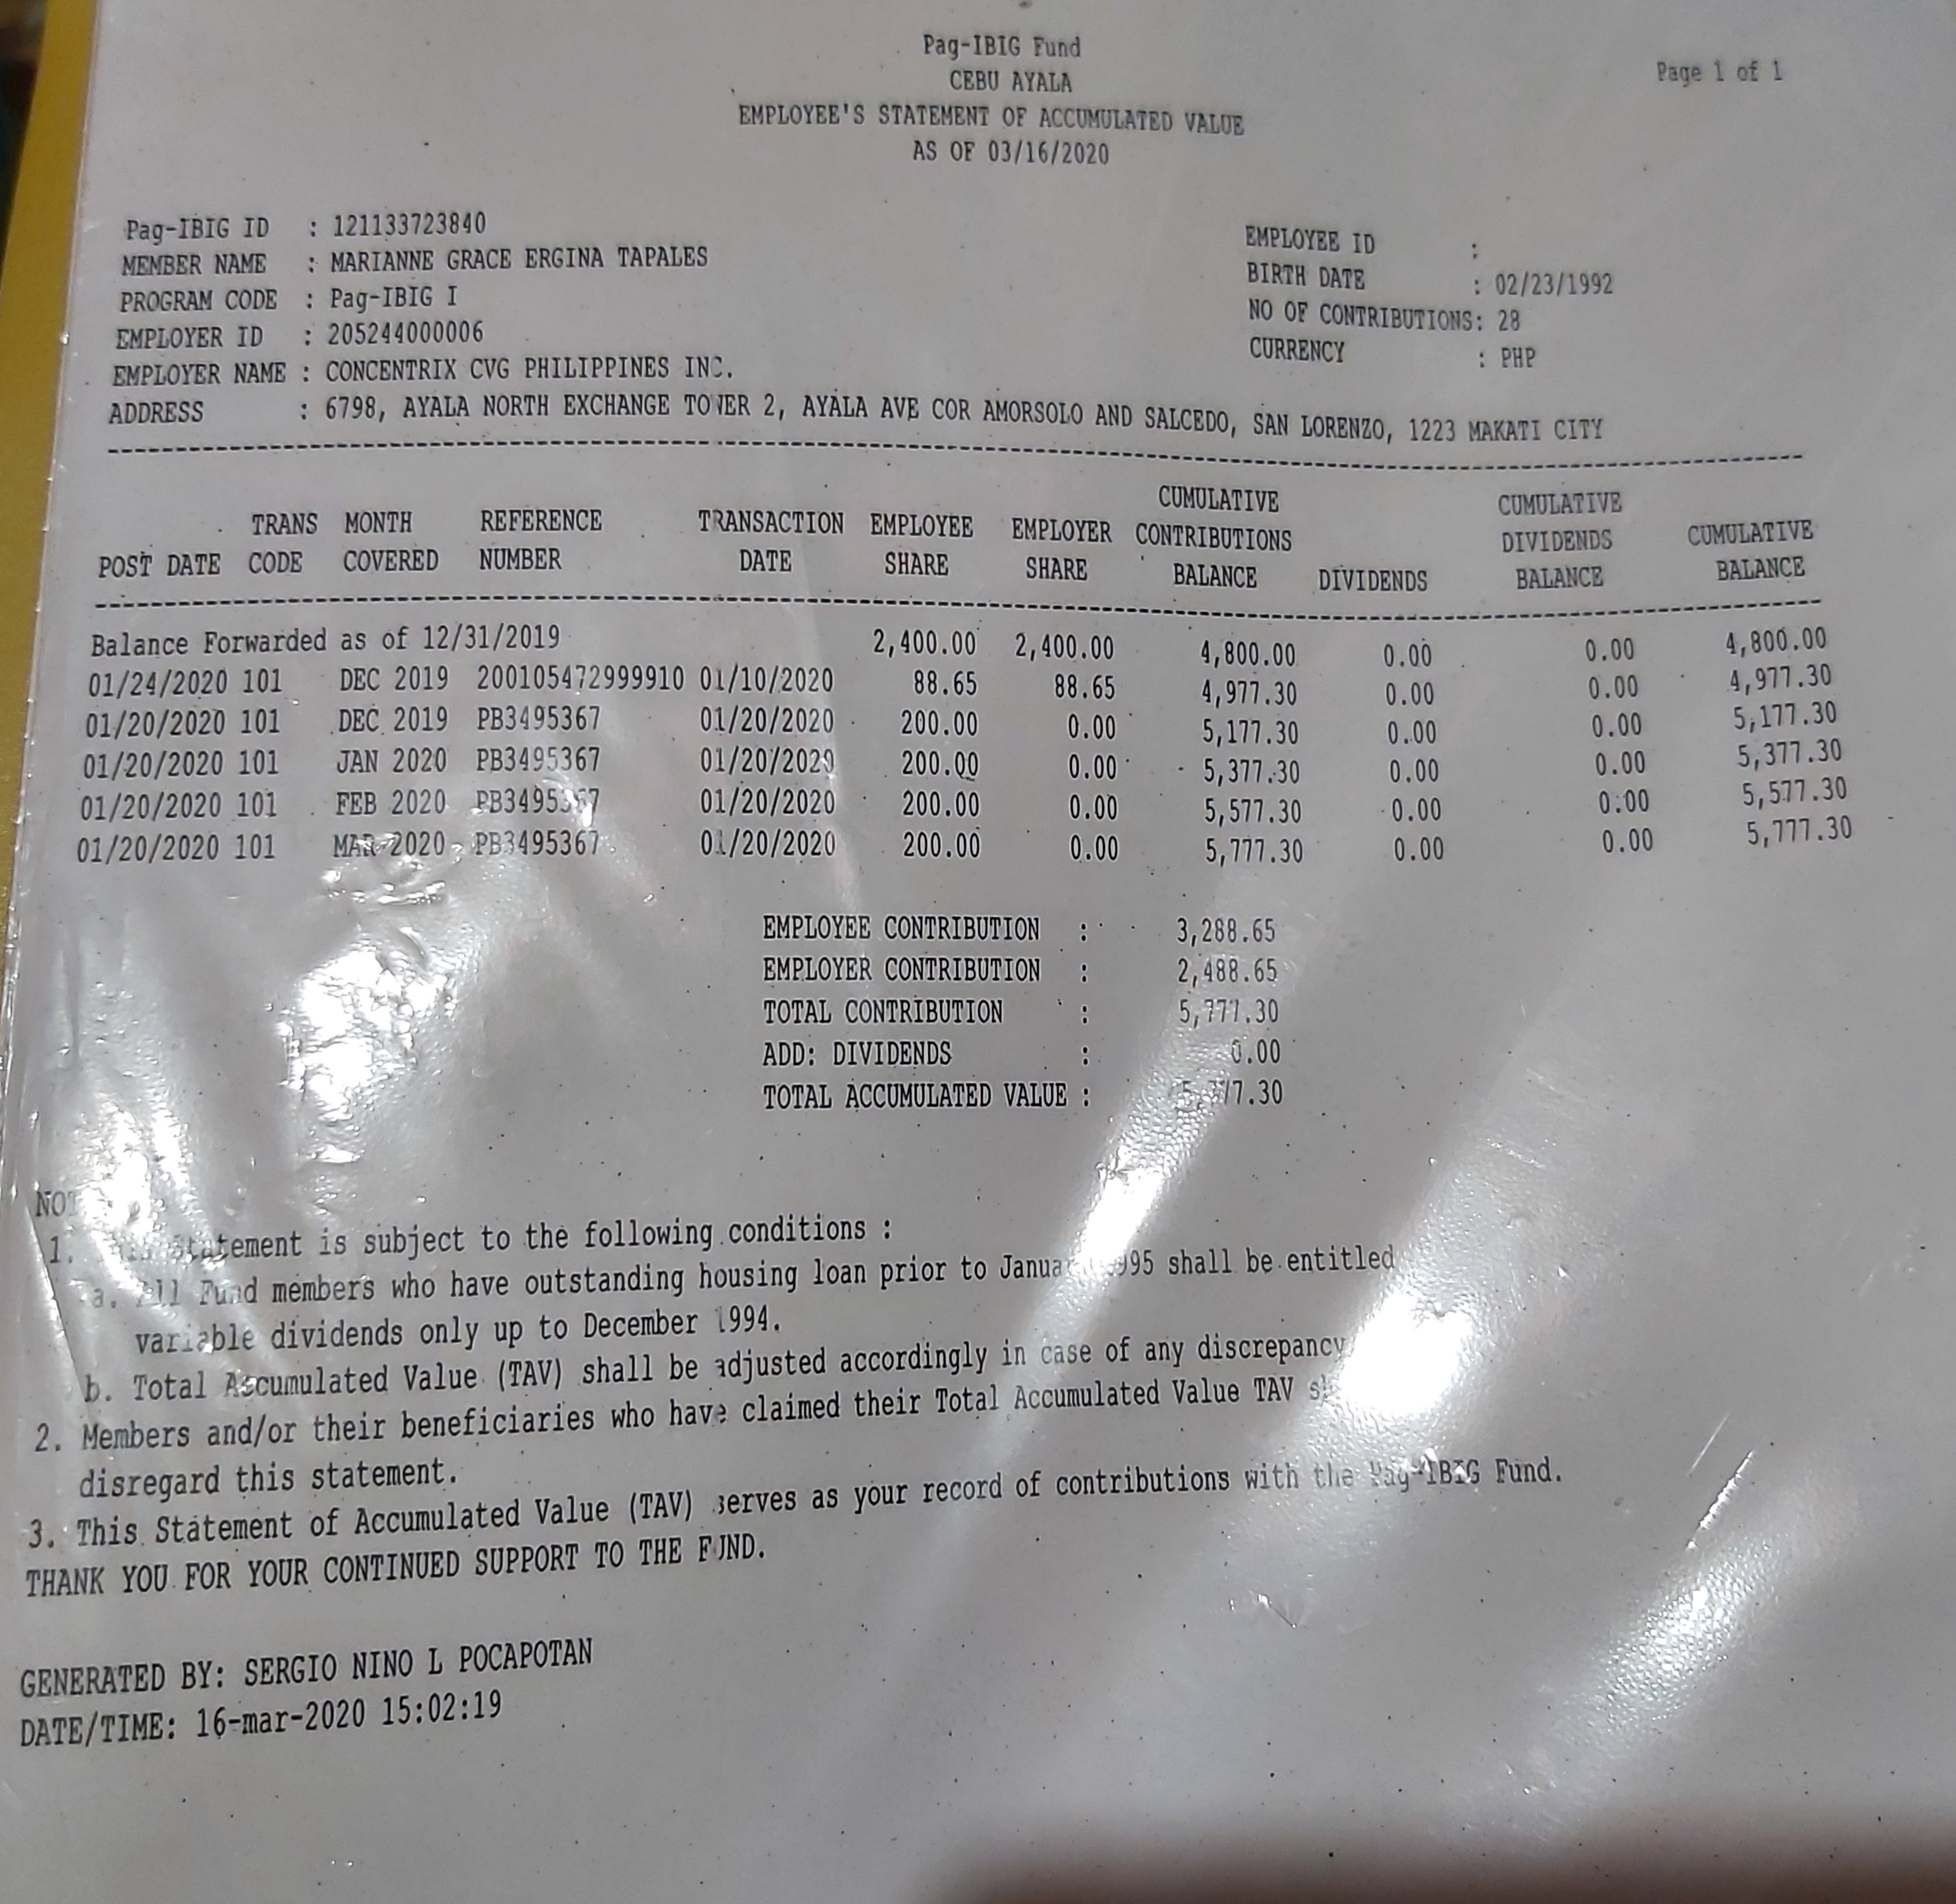 Pag-IBIG Fund
CEBU AYALA
Page 1 of 1
EMPLOYEE'S STATEMENT OF ACCUMULATED VALUE
AS OF 03/16/2020
Pag-IBIG ID : 121133723840
EMPLOYEE ID :
MEMBER NAME : MARIANNE GRACE ERGINA TAPALES
BIRTH DATE : 02/23/1992
PROGRAM CODE : Pag-IBIG I
NO OF CONTRIBUTIONS: 28
EMPLOYER ID : 205244000006
CURRENCY : PHP
EMPLOYER NAME : CONCENTRIX CVG PHILIPPINES INC.
ADDRESS : 6798, AYALA NORTH EXCHANGE TOWER 2, AYALA AVE COR AMORSOLO AND SALCEDO, SAN LORENZO, 1223 MAKATI CITY
CUMULATIVE CUMULATIVE
TRANS MONTH REFERENCE TRANSACTION EMPLOYEE EMPLOYER CONTRIBUTIONS DIVIDENDS CUMULATIVE
POST DATE CODE COVERED NUMBER DATE SHARE SHARE BALANCE DIVIDENDS BALANCE BALANCE
Balance Forwarded as of 12/31/2019 2,400.00 2,400.00 4,800.00 0.00 0.00 4,800.00
01/24/2020 101 DEC 2019 200105472999910 01/10/2020 88.65 88.65 4,977.30 0.00 0.00 4,977.30
01/20/2020 101 DEC 2019 PB3495367 01/20/2020 200.00 0.00 5,177.30 0.00 0.00 5,177.30
01/20/2020 101 JAN 2020 PB3495367 01/20/2020 200.00 0.00 5,377.30 0.00 0.00 5,377.30
01/20/2020 101 FEB 2020 PB3495367 01/20/2020 200.00 0.00 5,577.30 0.00 0.00 5,577.30
01/20/2020 101 MAR 2020 PB3495367 01/20/2020 200.00 0.00 5,777.30 0.00 0.00 5,777.30
EMPLOYEE CONTRIBUTION : 3,288.65
EMPLOYER CONTRIBUTION : 2,488.65
TOTAL CONTRIBUTION : 5,777.30
ADD: DIVIDENDS : 0.00
TOTAL ACCUMULATED VALUE : 5,777.30
1. This Statement is subject to the following conditions :
a. All Fund members who have outstanding housing loan prior to 1995 shall be entitled
variable dividends only up to December 1994.
b. Total Accumulated Value (TAV) shall be adjusted accordingly in case of any discrepancy
2. Members and/or their beneficiaries who have claimed their Total Accumulated Value TAV
disregard this statement.
3. This Statement of Accumulated Value (TAV) serves as your record of contributions with the Pag-IBIG Fund.
THANK YOU FOR YOUR CONTINUED SUPPORT TO THE FUND.
GENERATED BY: SERGIO NINO L POCAPOTAN
DATE/TIME: 16-mar-2020 15:02:19